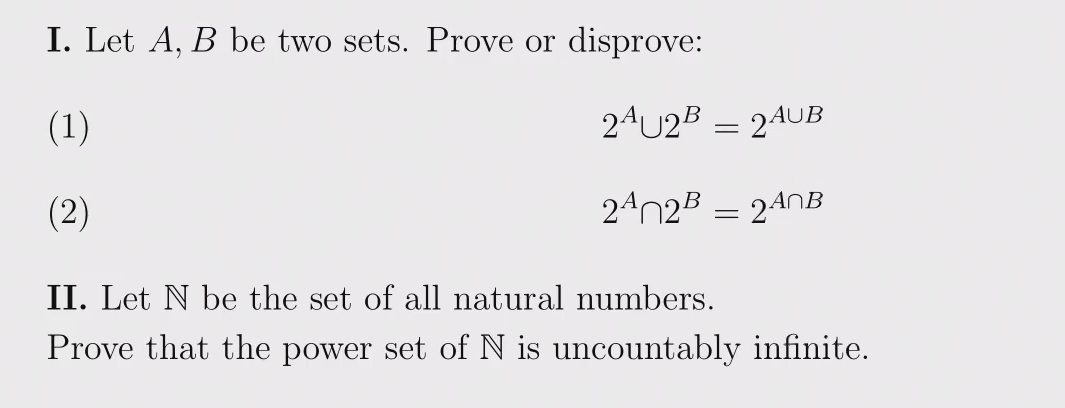 I. Let A, B be two sets. Prove or disprove:
(1) 2^A∪2^B = 2^{A∪B}
(2) 2^A∩2^B = 2^{A∩B}
II. Let ℕ be the set of all natural numbers.
Prove that the power set of ℕ is uncountably infinite.